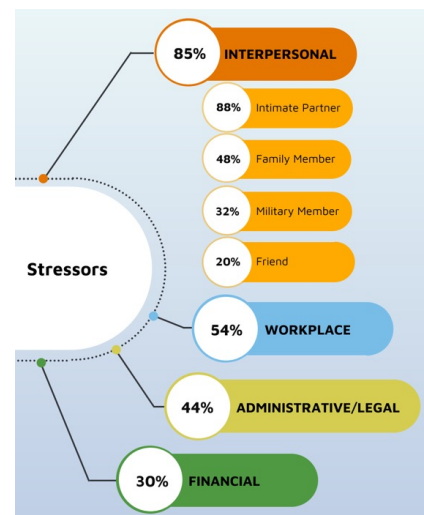 85% INTERPERSONAL
88% Intimate Partner
48% Family Member
32% Military Member
20% Friend
Stressors
54% WORKPLACE
44% ADMINISTRATIVE/LEGAL
30% FINANCIAL